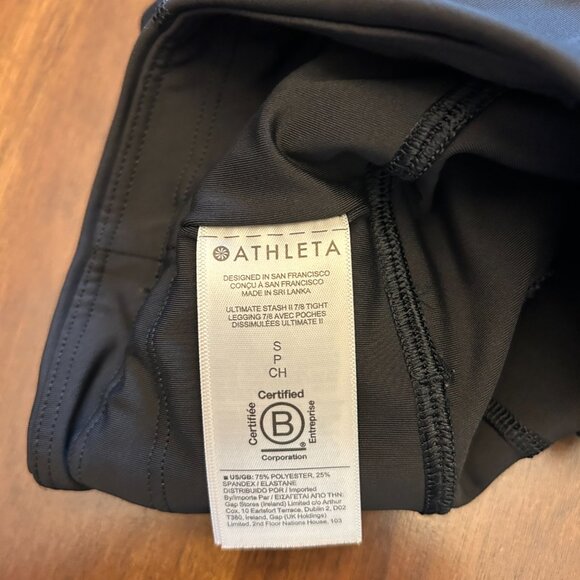 ATHLETA
DESIGNED IN SAN FRANCISCO
CONÇU À SAN FRANCISCO
MADE IN SRI LANKA
ULTIMATE STASH II 7/8 TIGHT
LEGGING 7/8 AVEC POCHES
DISSIMULÉES ULTIMATE II
S
P
CH
Certified
Certifiée
B
®
Entreprise
Corporation
US/GB: 75% POLYESTER, 25%
SPANDEX / ELASTANE
DISTRIBUIDO POR / Imported
By/Importe Par / ΕΙΣΑΓΕΤΑΙ ΑΠΟ ΤΗΝ:
Gap Stores (Ireland) Limited c/o Arthur
Cox, 10 Earlsfort Terrace, Dublin 2, D02
T380, Ireland, Gap (UK Holdings)
Limited, 2nd Floor Nations House, 103